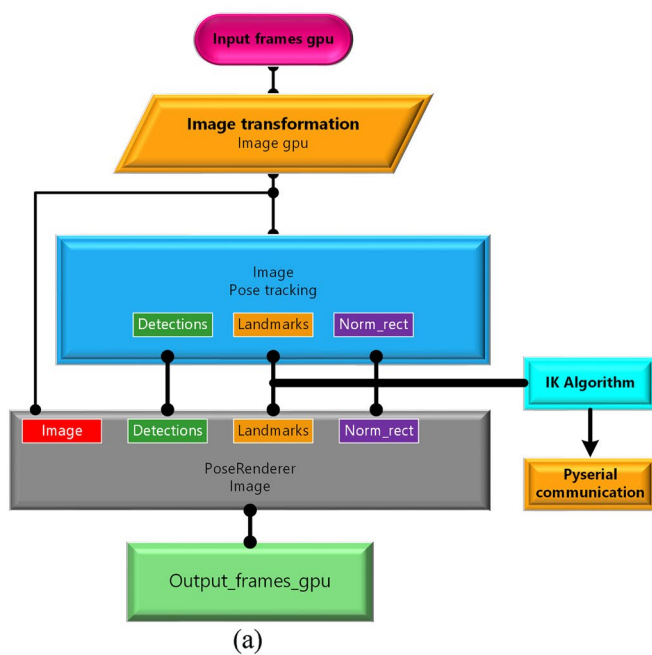 Input frames gpu
Image transformation
Image gpu
Image
Pose tracking
Detections
Landmarks
Norm_rect
IK Algorithm
Image
Detections
Landmarks
Norm_rect
PoseRenderer
Image
Pyserial
communication
Output_frames_gpu
(a)